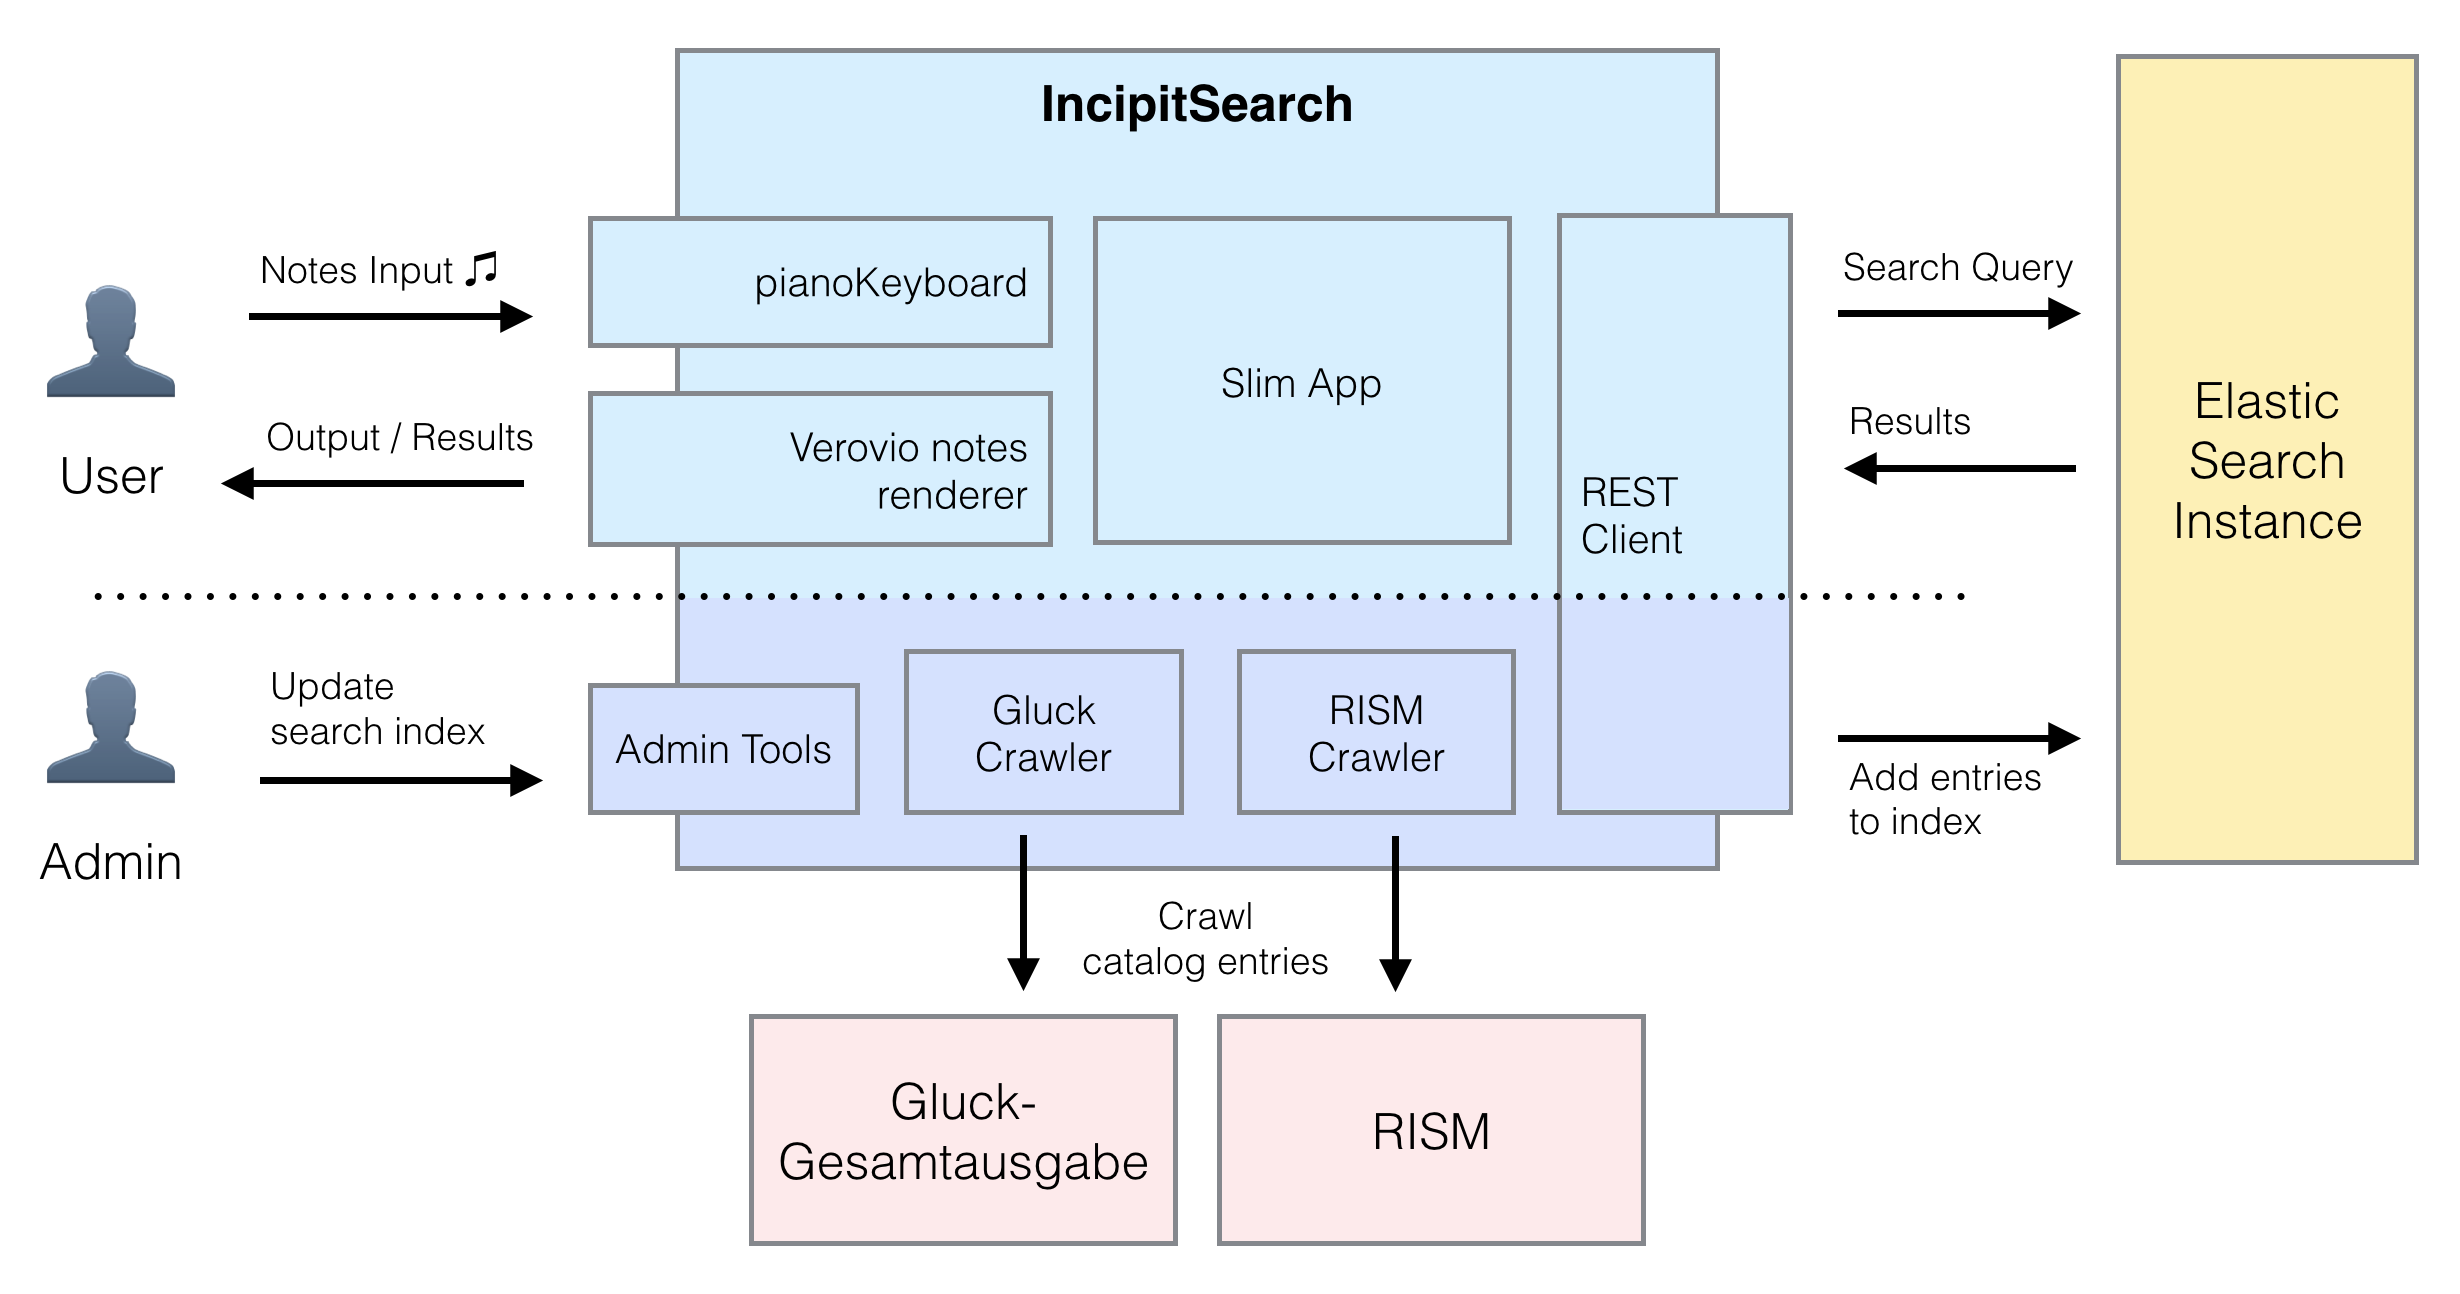 IncipitSearch
Notes Input ♫
pianoKeyboard
Slim App
Search Query
User
Output / Results
Verovio notes
renderer
REST
Client
Results
Elastic
Search
Instance
Admin
Update
search index
Admin Tools
Gluck
Crawler
RISM
Crawler
Add entries
to index
Crawl
catalog entries
Gluck-
Gesamtausgabe
RISM